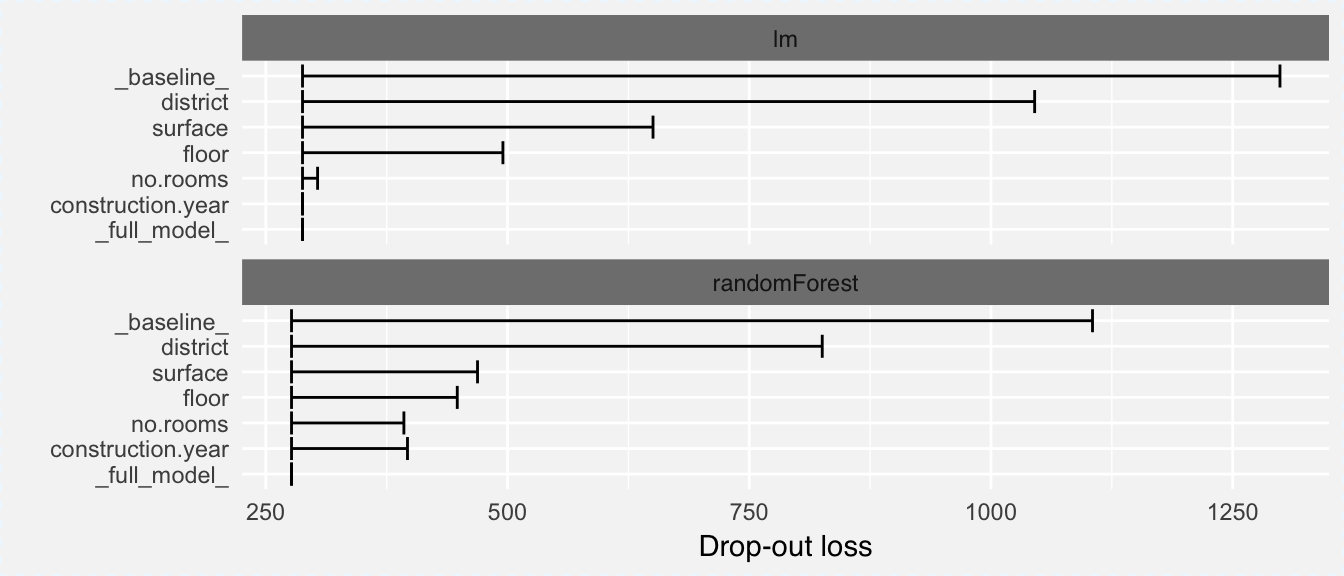 lm
_baseline_
district
surface
floor
no.rooms
construction.year
_full_model_
randomForest
_baseline_
district
surface
floor
no.rooms
construction.year
_full_model_
250 500 750 1000 1250
Drop-out loss